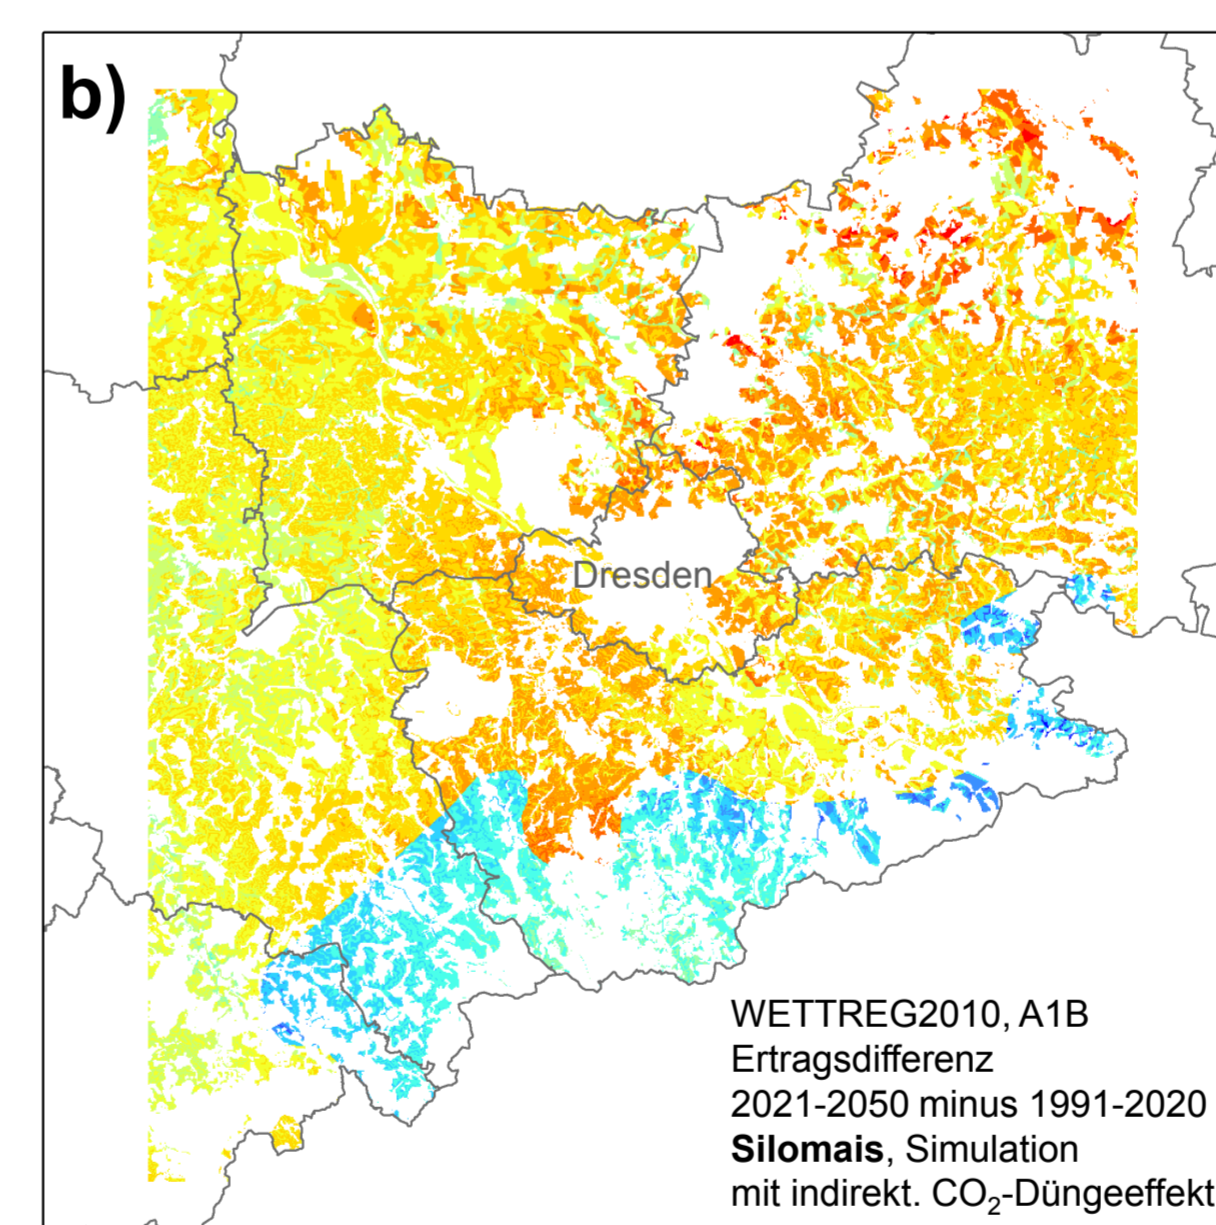 b)
Dresden
WETTREG2010, A1B
Ertragsdifferenz
2021-2050 minus 1991-2020
Silomais, Simulation
mit indirekt. CO₂-Düngeeffekt